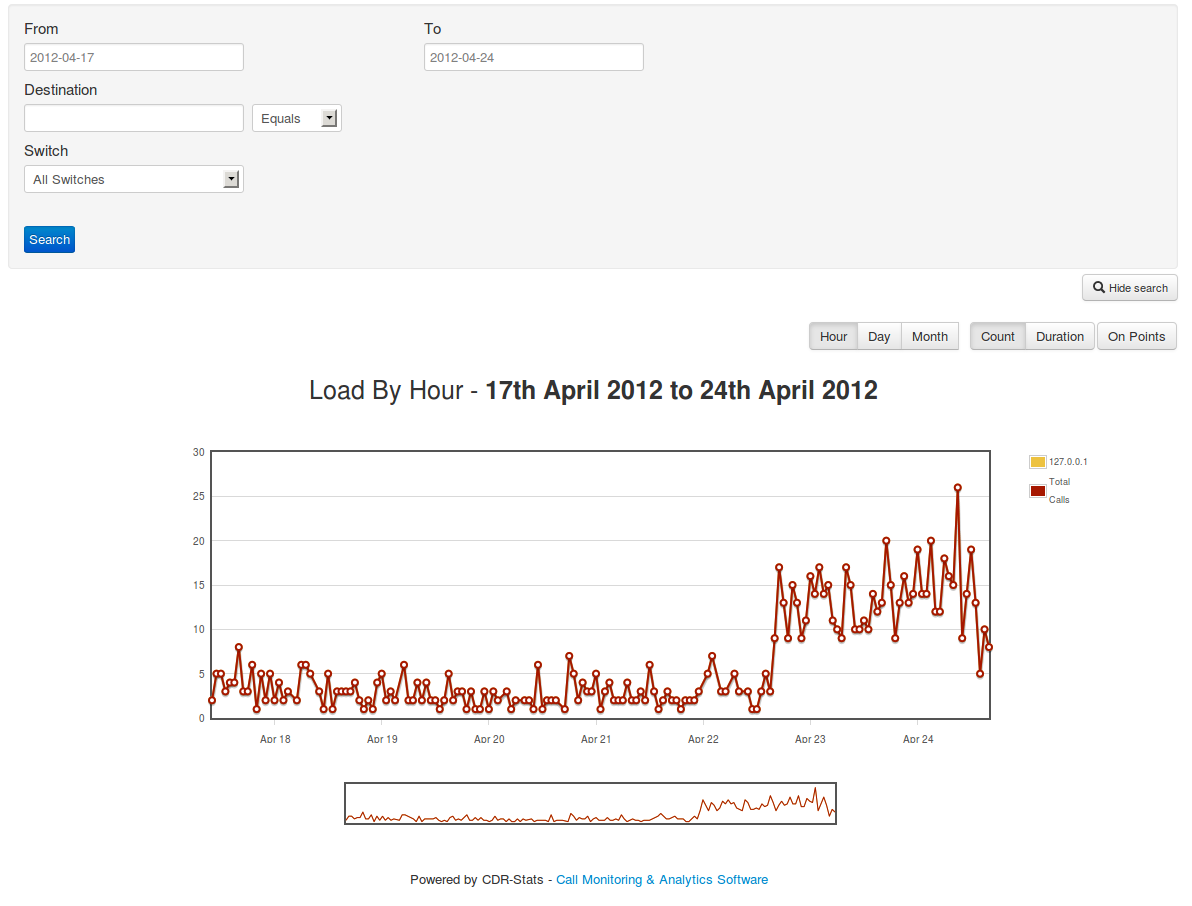 From To
2012-04-17 2012-04-24
Destination
Equals
Switch
All Switches
Search
Hide search
Hour Day Month Count Duration On Points
Load By Hour - 17th April 2012 to 24th April 2012
30
25
20
15
10
5
0
Apr 18 Apr 19 Apr 20 Apr 21 Apr 22 Apr 23 Apr 24
127.0.0.1
Total
Calls
Powered by CDR-Stats - Call Monitoring & Analytics Software